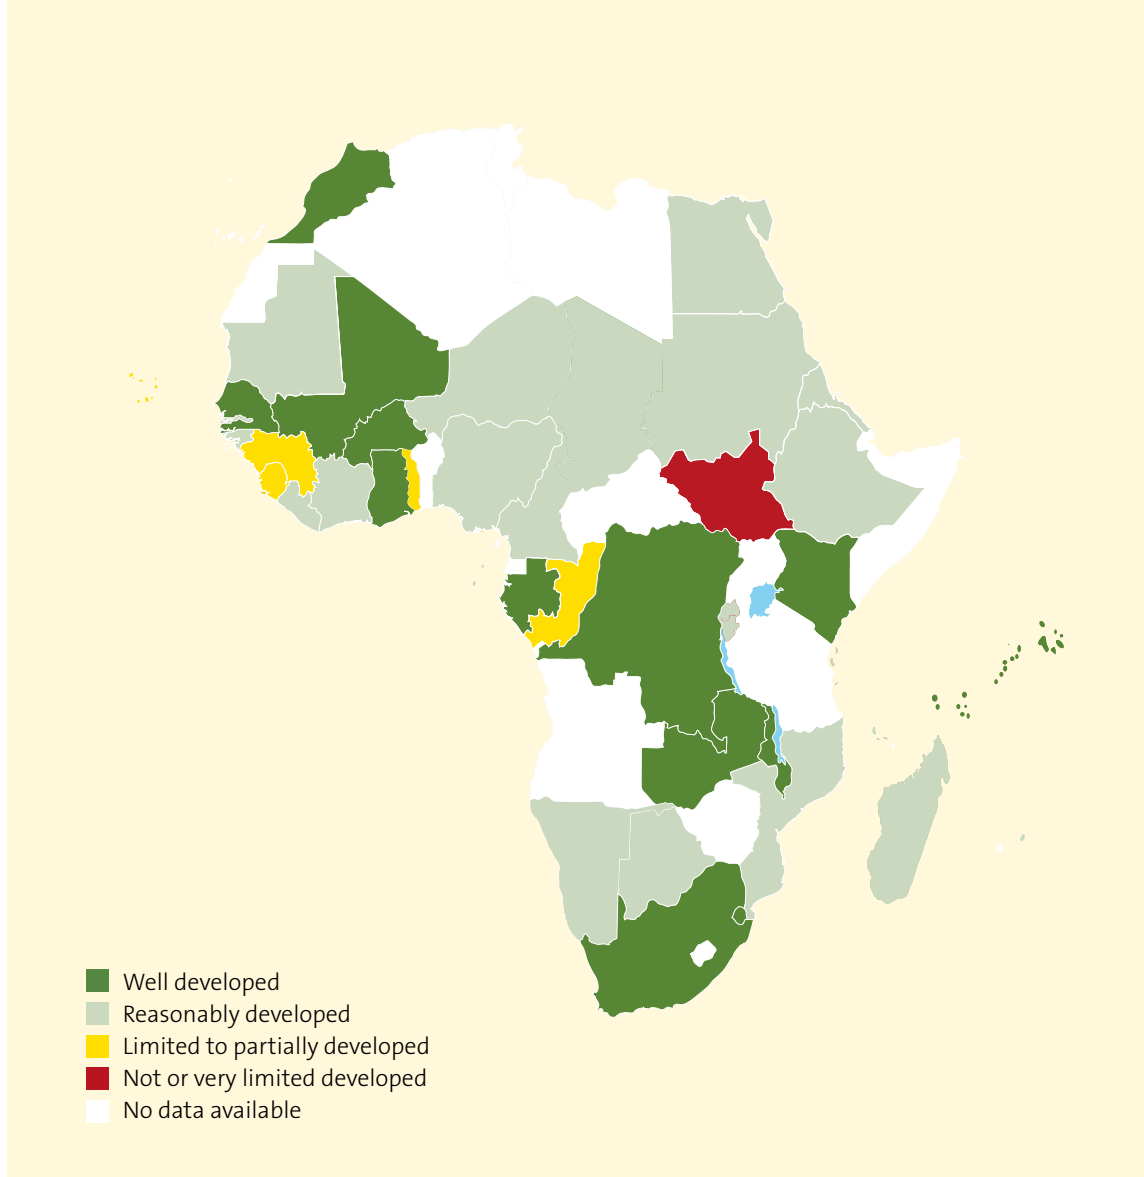 Well developed
Reasonably developed
Limited to partially developed
Not or very limited developed
No data available